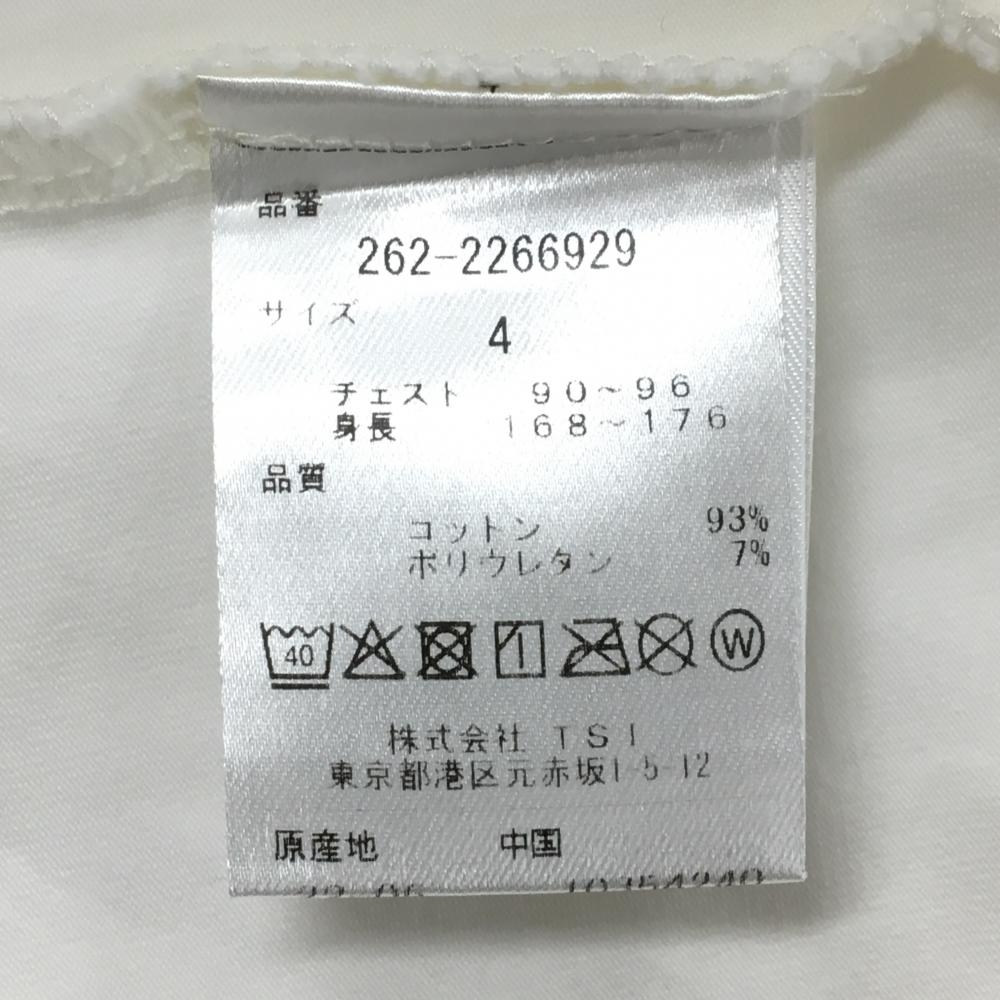 品番
262-2266929
サイズ
4
チェスト 90~96
身長 168~176
品質
コットン 93%
ポリウレタン 7%
40 W
株式会社 TSI
東京都港区元赤坂1-5-12
原産地 中国